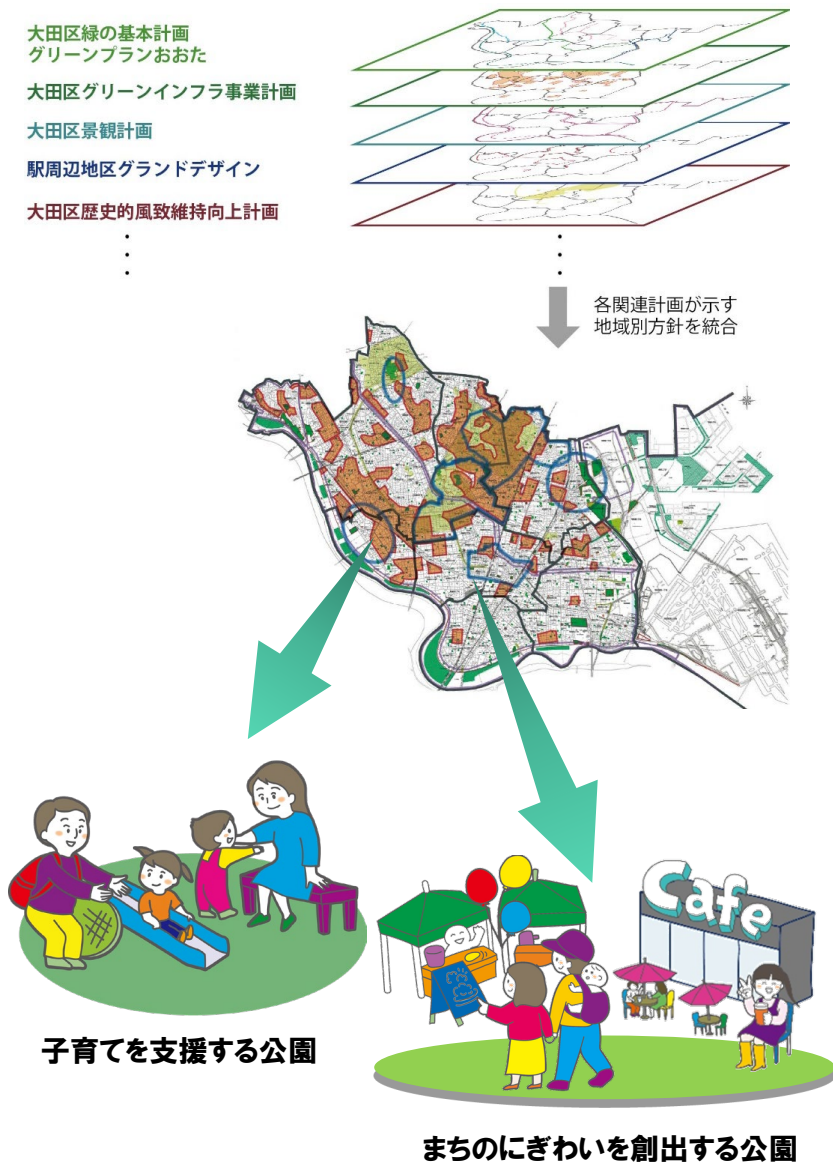 大田区緑の基本計画
グリーンプランおおた
大田区グリーンインフラ事業計画
大田区景観計画
駅周辺地区グランドデザイン
大田区歴史的風致維持向上計画
各関連計画が示す
地域別方針を統合
Cafe
子育てを支援する公園
まちのにぎわいを創出する公園